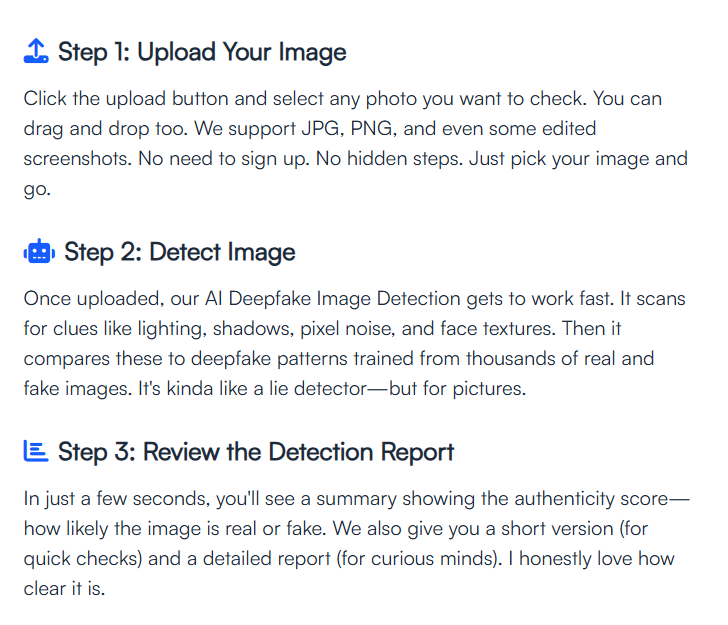 Step 1: Upload Your Image
Click the upload button and select any photo you want to check. You can
drag and drop too. We support JPG, PNG, and even some edited
screenshots. No need to sign up. No hidden steps. Just pick your image and
go.
Step 2: Detect Image
Once uploaded, our AI Deepfake Image Detection gets to work fast. It scans
for clues like lighting, shadows, pixel noise, and face textures. Then it
compares these to deepfake patterns trained from thousands of real and
fake images. It's kinda like a lie detector—but for pictures.
Step 3: Review the Detection Report
In just a few seconds, you'll see a summary showing the authenticity score—
how likely the image is real or fake. We also give you a short version (for
quick checks) and a detailed report (for curious minds). I honestly love how
clear it is.